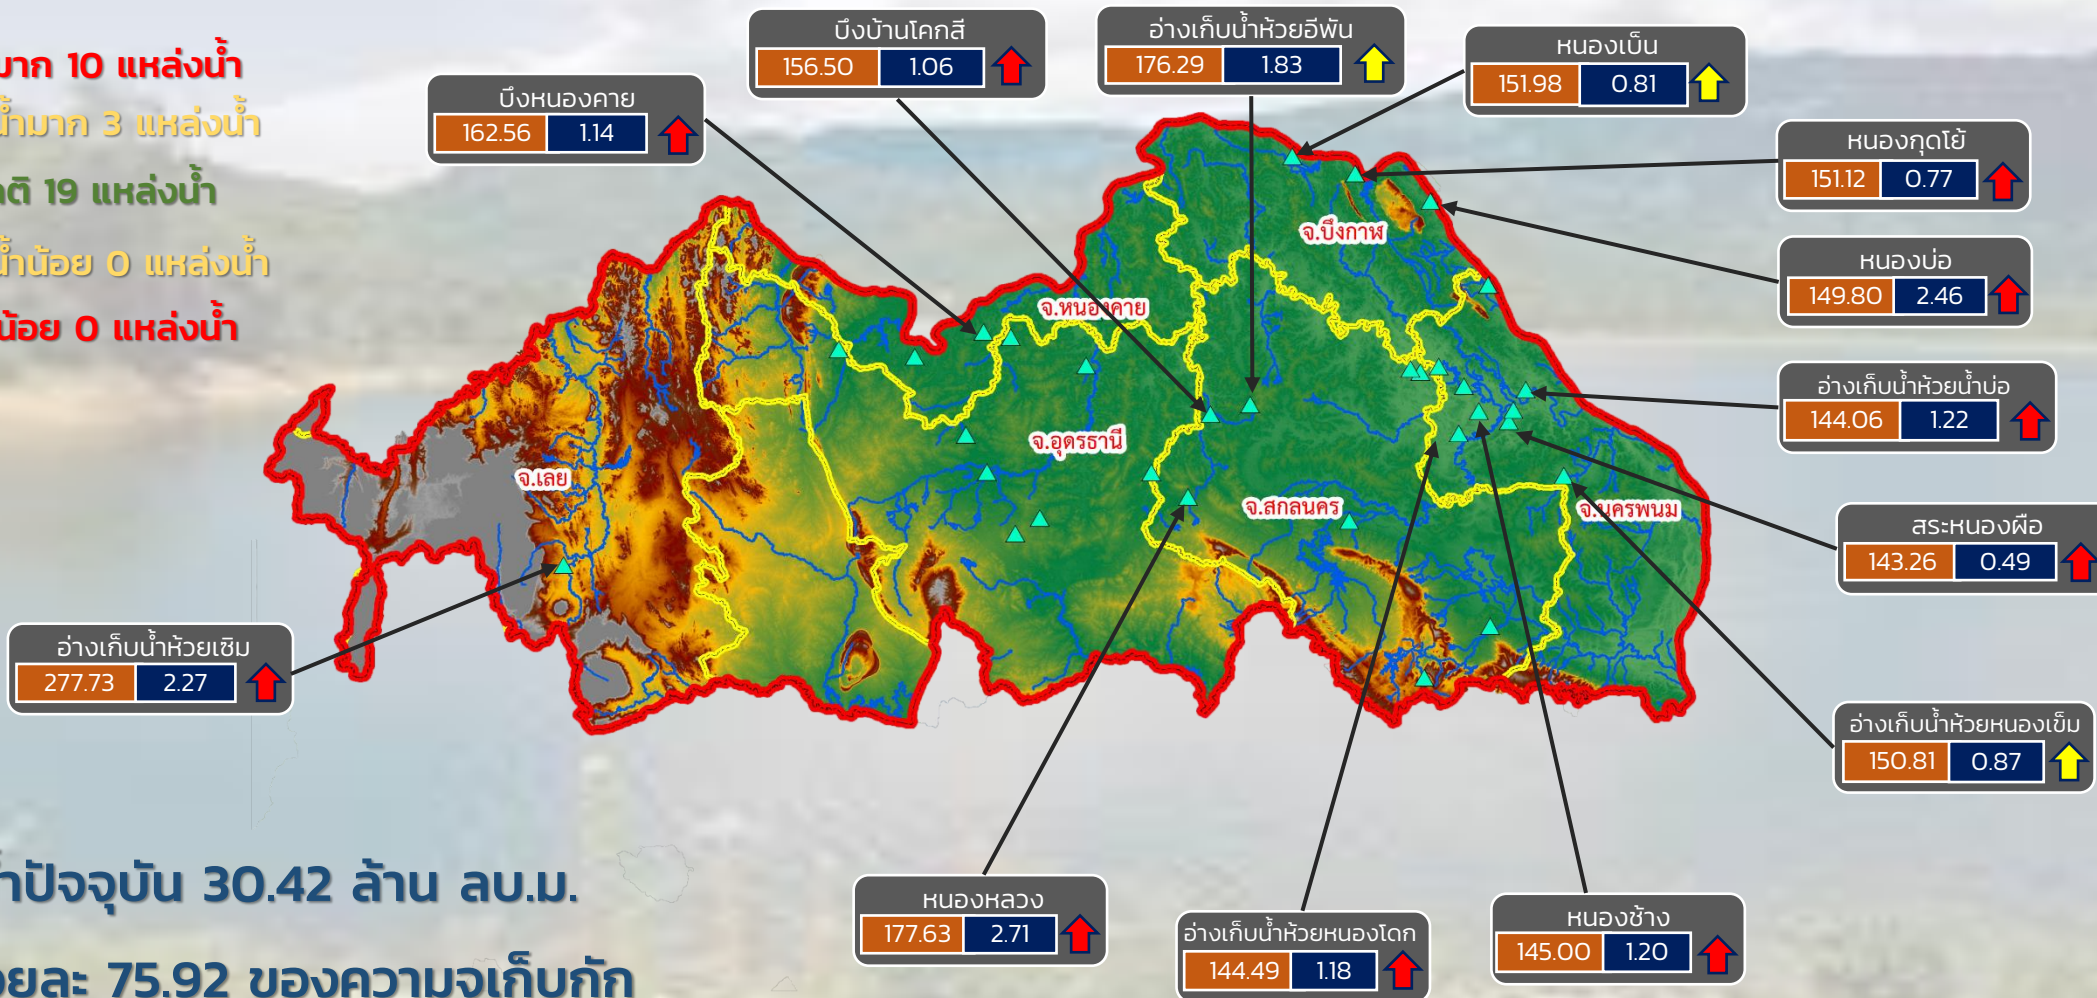 มาก 10 แหล่งน้ำ
น้ำมาก 3 แหล่งน้ำ
กติ 19 แหล่งน้ำ
น้ำน้อย 0 แหล่งน้ำ
น้อย 0 แหล่งน้ำ
บึงหนองคาย
162.56 1.14
บึงบ้านโคกสี
156.50 1.06
อ่างเก็บน้ำห้วยอีพัน
176.29 1.83
หนองเบ็น
151.98 0.81
หนองกุดโย้
151.12 0.77
หนองบ่อ
149.80 2.46
อ่างเก็บน้ำห้วยน้ำบ่อ
144.06 1.22
สระหนองผือ
143.26 0.49
อ่างเก็บน้ำห้วยหนองเข็ม
150.81 0.87
จ.บึงกาฬ
จ.หนองคาย
จ.อุดรธานี
จ.เลย
จ.สกลนคร
จ.นครพนม
อ่างเก็บน้ำห้วยเซิม
277.73 2.27
หนองหลวง
177.63 2.71
อ่างเก็บน้ำห้วยหนองโดก
144.49 1.18
หนองช้าง
145.00 1.20
น้ำปัจจุบัน 30.42 ล้าน ลบ.ม.
อยละ 75.92 ของความจุเก็บกัก